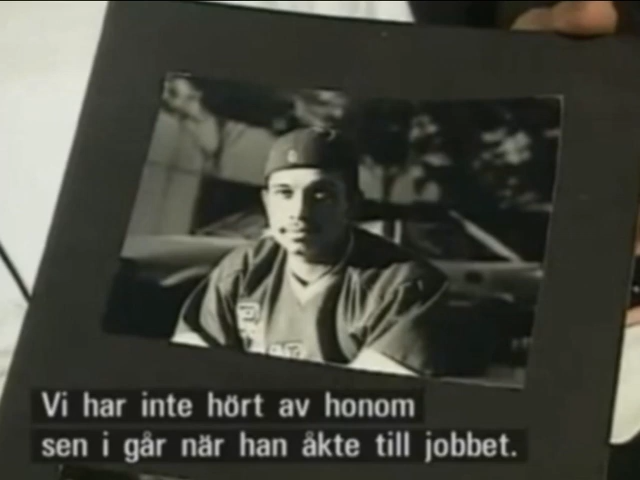 Vi har inte hört av honom
sen i går när han åkte till jobbet.